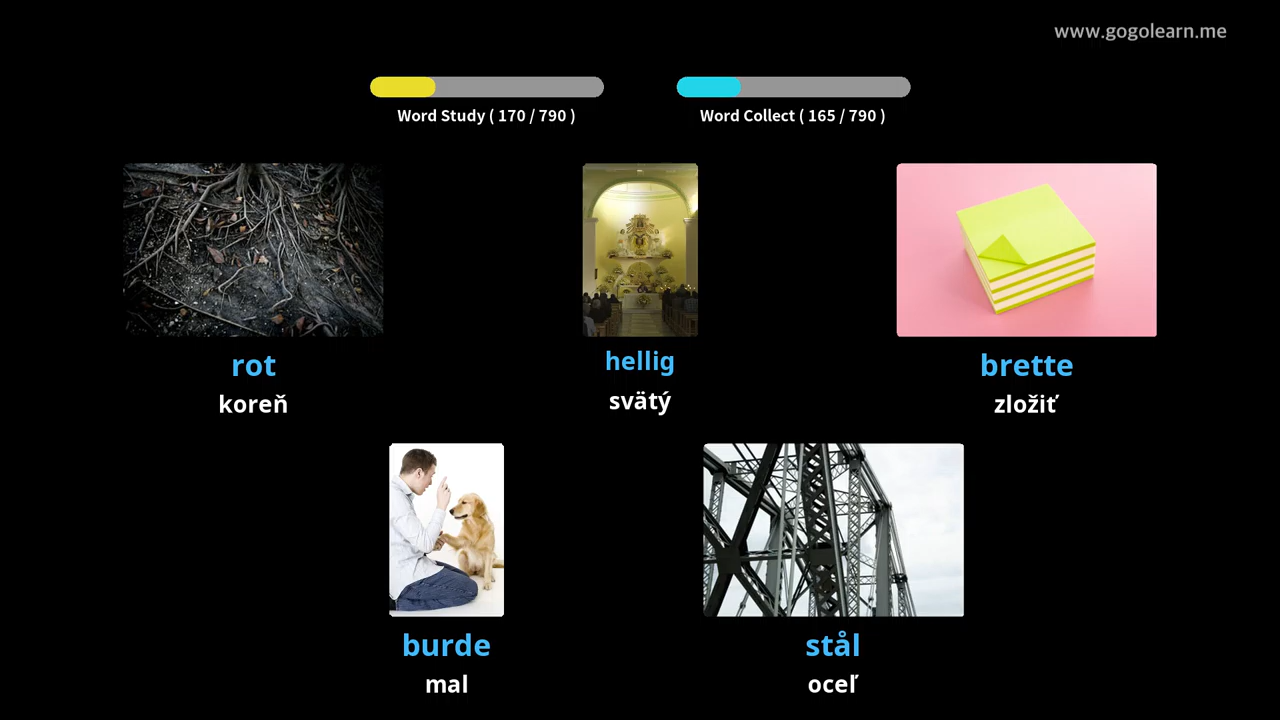 www.gogolearn.me
Word Study ( 170 / 790 )
Word Collect ( 165 / 790 )
rot
koreň
hellig
svätý
brette
zložiť
burde
mal
stål
oceľ